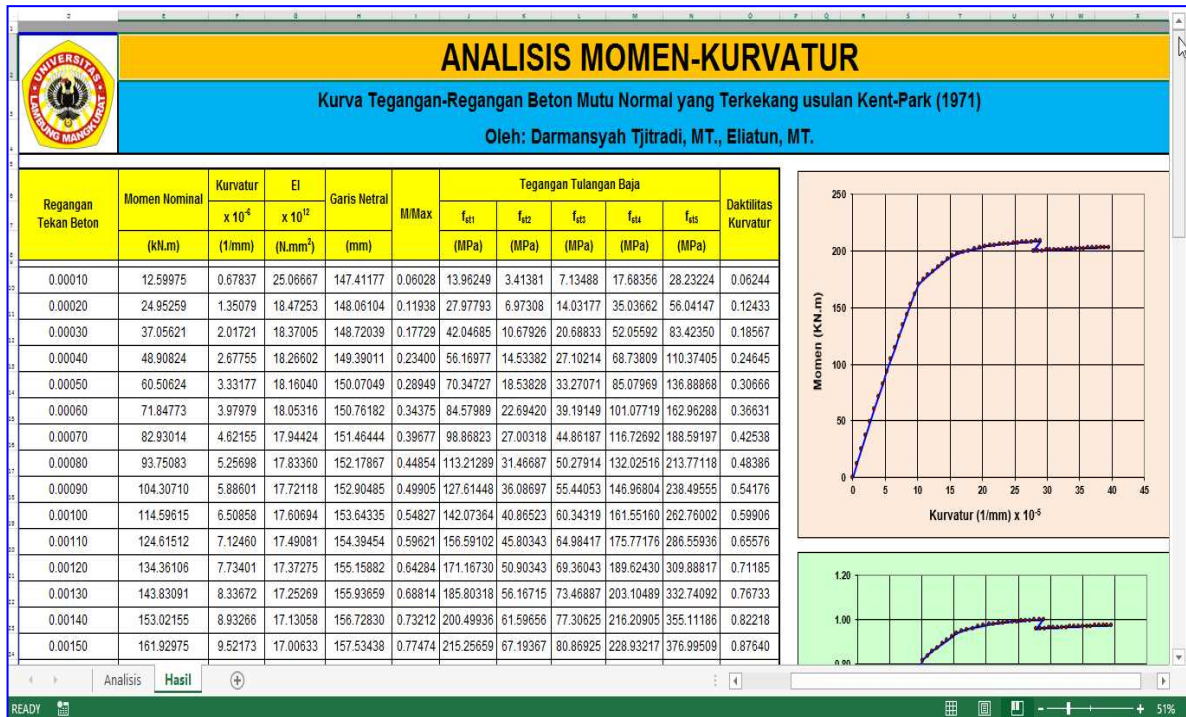 ANALISIS MOMEN-KURVATUR
Kurva Tegangan-Regangan Beton Mutu Normal yang Terkekang usulan Kent-Park (1971)
Oleh: Darmansyah Tjitradi, MT., Eliatun, MT.
UNIVERSITAS LAMBUNG MANGKURAT
Regangan Tekan Beton Momen Nominal Kurvatur EI Garis Netral M/Max Tegangan Tulangan Baja Daktilitas Kurvatur
x 10⁻⁶ x 10¹² fst1 fst2 fst3 fst4 fst5
(kN.m) (1/mm) (N.mm²) (mm) (MPa) (MPa) (MPa) (MPa) (MPa)
0.00010 12.59975 0.67837 25.06667 147.41177 0.06028 13.96249 3.41381 7.13488 17.68356 28.23224 0.06244
0.00020 24.95259 1.35079 18.47253 148.06104 0.11938 27.97793 6.97308 14.03177 35.03662 56.04147 0.12433
0.00030 37.05621 2.01721 18.37005 148.72039 0.17729 42.04685 10.67926 20.68833 52.05592 83.42350 0.18567
0.00040 48.90824 2.67755 18.26602 149.39011 0.23400 56.16977 14.53382 27.10214 68.73809 110.37405 0.24645
0.00050 60.50624 3.33177 18.16040 150.07049 0.28949 70.34727 18.53828 33.27071 85.07969 136.88868 0.30666
0.00060 71.84773 3.97979 18.05316 150.76182 0.34375 84.57989 22.69420 39.19149 101.07719 162.96288 0.36631
0.00070 82.93014 4.62155 17.94424 151.46444 0.39677 98.86823 27.00318 44.86187 116.72692 188.59197 0.42538
0.00080 93.75083 5.25698 17.83360 152.17867 0.44854 113.21289 31.46687 50.27914 132.02516 213.77118 0.48386
0.00090 104.30710 5.88601 17.72118 152.90485 0.49905 127.61448 36.08697 55.44053 146.96804 238.49555 0.54176
0.00100 114.59615 6.50858 17.60694 153.64335 0.54827 142.07364 40.86523 60.34319 161.55160 262.76002 0.59906
0.00110 124.61512 7.12460 17.49081 154.39454 0.59621 156.59102 45.80343 64.98417 175.77176 286.55936 0.65576
0.00120 134.36106 7.73401 17.37275 155.15882 0.64284 171.16730 50.90343 69.36043 189.62430 309.88817 0.71185
0.00130 143.83091 8.33672 17.25269 155.93659 0.68814 185.80318 56.16715 73.46887 203.10489 332.74092 0.76733
0.00140 153.02155 8.93266 17.13058 156.72830 0.73212 200.49936 61.59656 77.30625 216.20905 355.11186 0.82218
0.00150 161.92975 9.52173 17.00633 157.53438 0.77474 215.25659 67.19367 80.86925 228.93217 376.99509 0.87640
250
200
150
100
50
0
Momen (KN.m)
0 5 10 15 20 25 30 35 40 45
Kurvatur (1/mm) x 10⁻⁵
1.20
1.00
0.80
Analisis Hasil
READY 51%